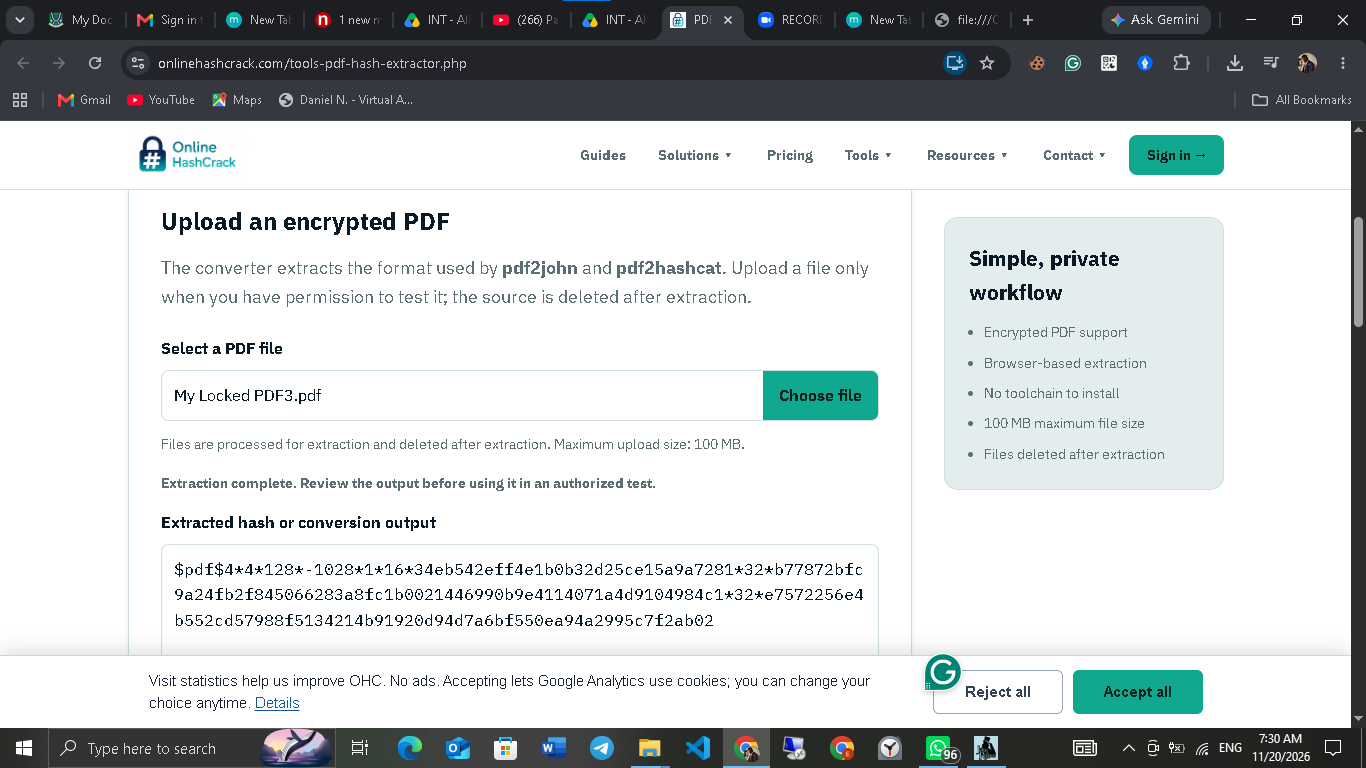 My Doc
Sign in t
New Tab
1 new m
INT - Al
(266) Pa
INT - Al
PDF
RECORD
New Tab
file:///C
Ask Gemini
onlinehashcrack.com/tools-pdf-hash-extractor.php
Gmail
YouTube
Maps
Daniel N. - Virtual A...
All Bookmarks
Online
HashCrack
Guides
Solutions
Pricing
Tools
Resources
Contact
Sign in →
Upload an encrypted PDF
The converter extracts the format used by pdf2john and pdf2hashcat. Upload a file only
when you have permission to test it; the source is deleted after extraction.
Select a PDF file
My Locked PDF3.pdf
Choose file
Files are processed for extraction and deleted after extraction. Maximum upload size: 100 MB.
Extraction complete. Review the output before using it in an authorized test.
Extracted hash or conversion output
$pdf$4*4*128*-1028*1*16*34eb542eff4e1b0b32d25ce15a9a7281*32*b77872bfc
9a24fb2f845066283a8fc1b0021446990b9e4114071a4d9104984c1*32*e7572256e4
b552cd57988f5134214b91920d94d7a6bf550ea94a2995c7f2ab02
Simple, private
workflow
Encrypted PDF support
Browser-based extraction
No toolchain to install
100 MB maximum file size
Files deleted after extraction
Visit statistics help us improve OHC. No ads. Accepting lets Google Analytics use cookies; you can change your
choice anytime. Details
Reject all
Accept all
Type here to search
96
ENG
7:30 AM
11/20/2026